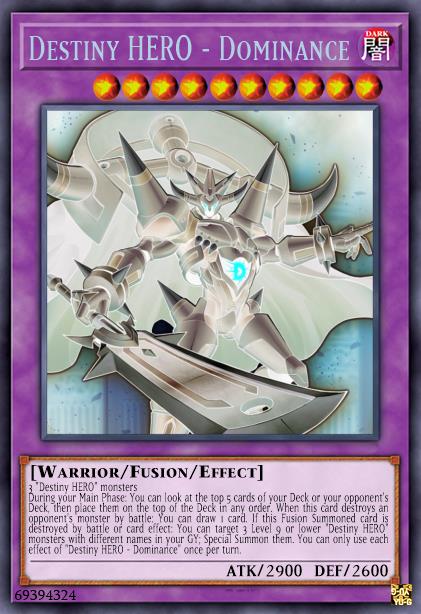 DESTINY HERO - DOMINANCE
DARK
闇
D
[WARRIOR/FUSION/EFFECT]
3 "Destiny HERO" monsters
During your Main Phase: You can look at the top 5 cards of your Deck or your opponent's
Deck, then place them on the top of the Deck in any order. When this card destroys an
opponent's monster by battle: You can draw 1 card. If this Fusion Summoned card is
destroyed by battle or card effect: You can target 3 Level 9 or lower "Destiny HERO"
monsters with different names in your GY; Special Summon them. You can only use each
effect of "Destiny HERO - Dominance" once per turn.
ATK/2900 DEF/2600
69394324